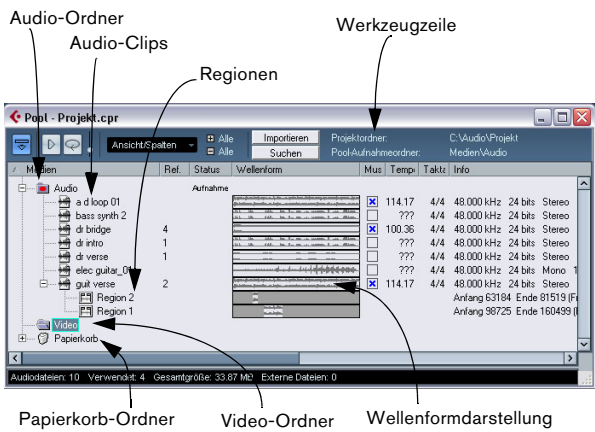 Audio-Ordner
Audio-Clips
Werkzeugzeile
Regionen
Pool - Projekt.cpr
Ansicht/Spalten
Alle
Alle
Importieren
Suchen
Projektordner:
Pool-Aufnahmeordner:
C:\Audio\Projekt
Medien\Audio
Medien Ref. Status Wellenform Mus Temp Takta Info
Audio Aufnahme
a d loop 01 114.17 4/4 48.000 kHz 24 bits Stereo
bass synth 2 ??? 4/4 48.000 kHz 24 bits Stereo
dr bridge 4 100.36 4/4 48.000 kHz 24 bits Stereo
dr intro 1 ??? 4/4 48.000 kHz 24 bits Stereo
dr verse 1 ??? 4/4 48.000 kHz 24 bits Stereo
elec guitar_01 ??? 4/4 48.000 kHz 24 bits Mono 1
guit verse 2 114.17 4/4 48.000 kHz 24 bits Stereo
Region 2 Anfang 63184 Ende 81519 (Fr
Region 1 Anfang 98725 Ende 160499 (
Video
Papierkorb
Audiodateien: 10 Verwendet: 4 Gesamtgröße: 33.87 MB Externe Dateien: 0
Papierkorb-Ordner
Video-Ordner
Wellenformdarstellung